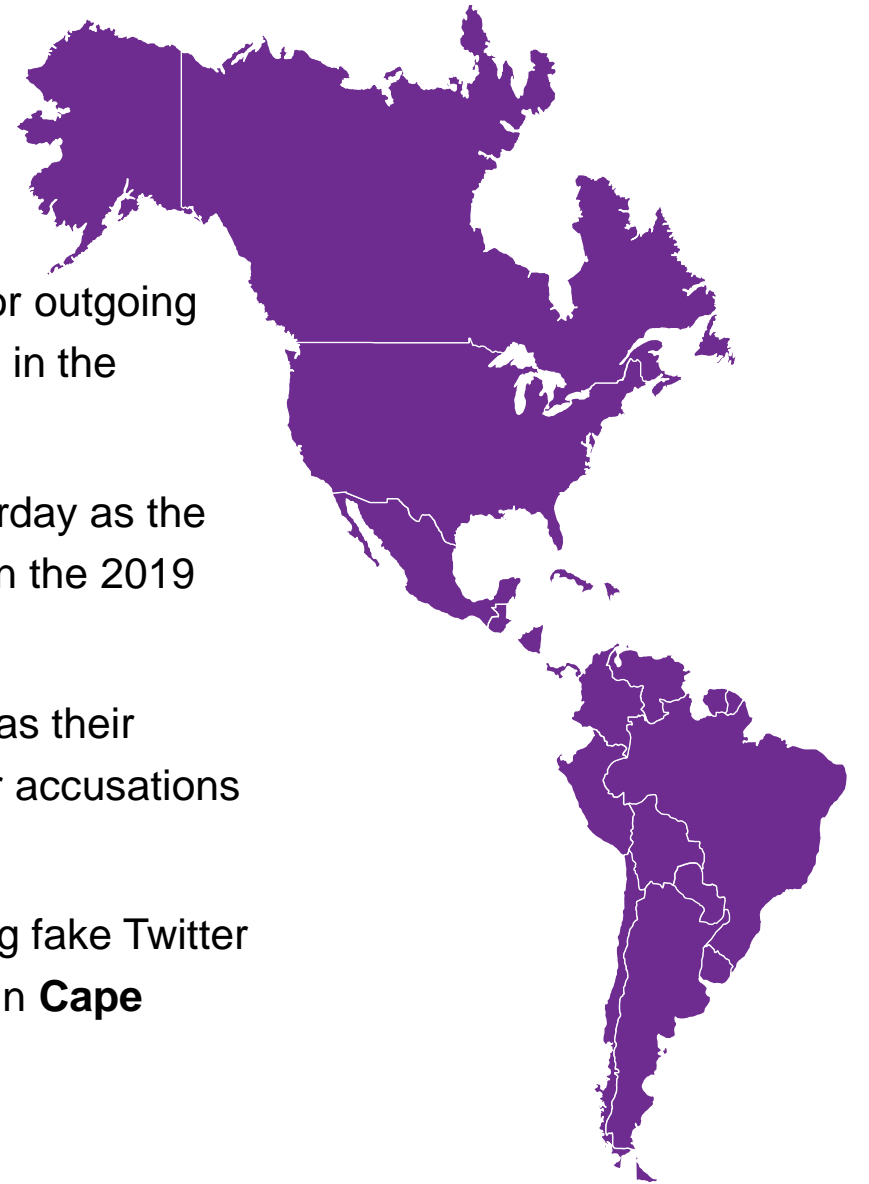 or outgoing
in the
rday as the
n the 2019
as their
r accusations
g fake Twitter
n Cape